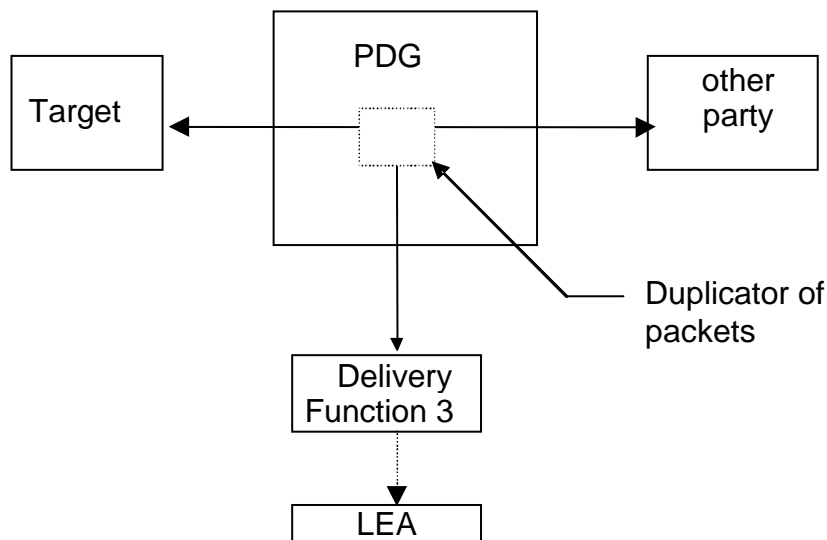 PDG
Target
other
party
Duplicator of
packets
Delivery
Function 3
LEA